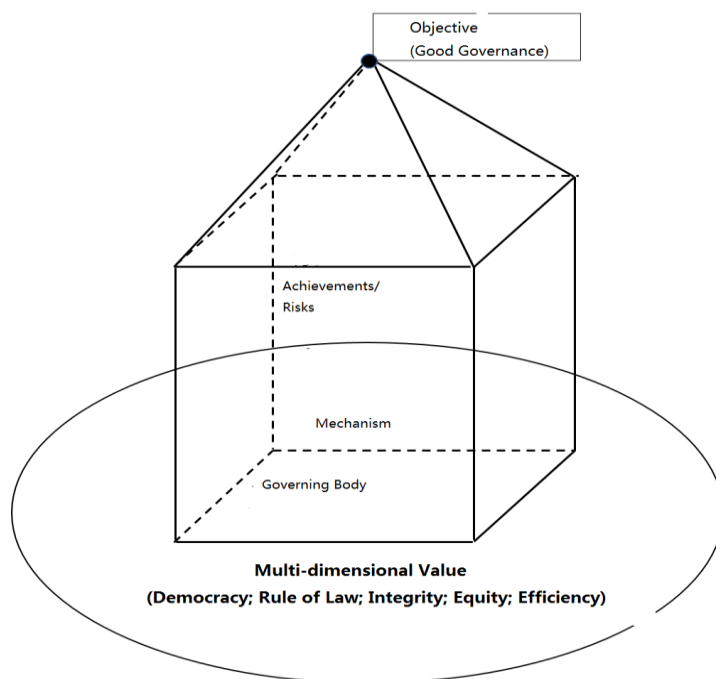 Objective
(Good Governance)
Achievements/
Risks
Mechanism
Governing Body
Multi-dimensional Value
(Democracy; Rule of Law; Integrity; Equity; Efficiency)